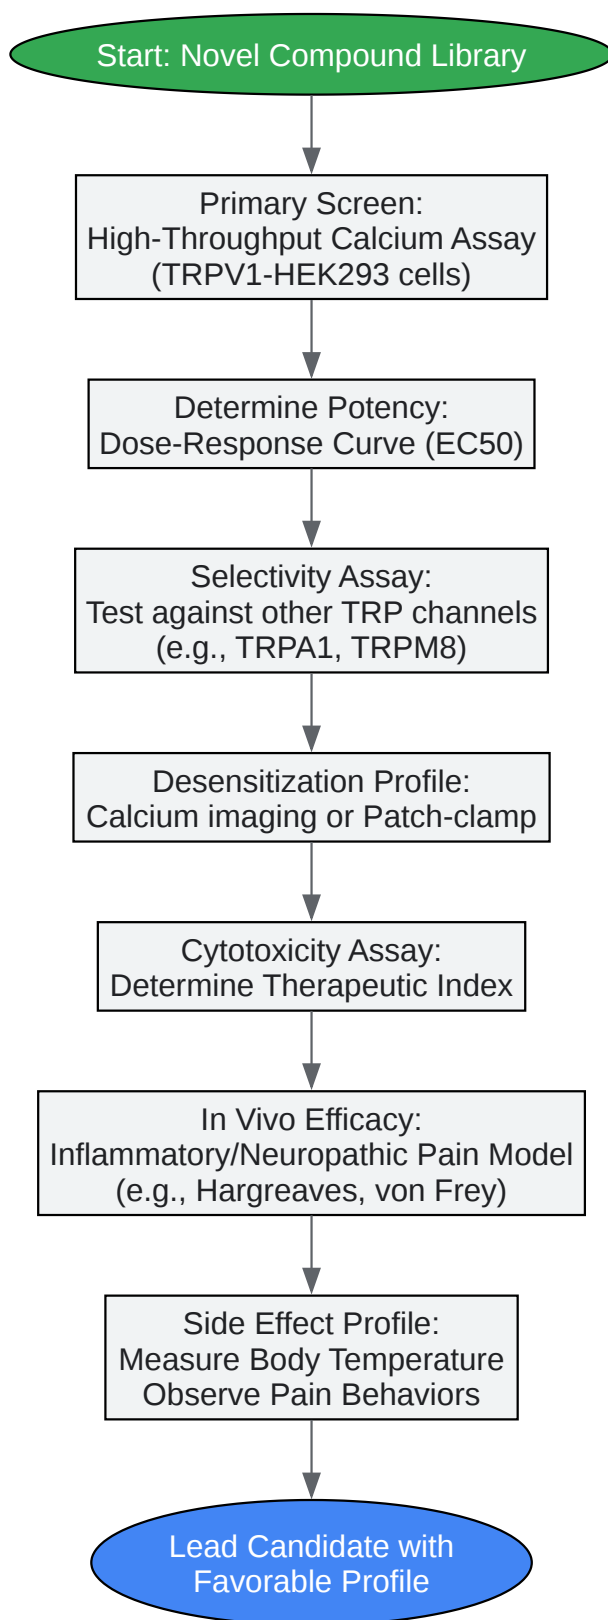 Start: Novel Compound Library
Primary Screen:
High-Throughput Calcium Assay
(TRPV1-HEK293 cells)
Determine Potency:
Dose-Response Curve (EC50)
Selectivity Assay:
Test against other TRP channels
(e.g., TRPA1, TRPM8)
Desensitization Profile:
Calcium imaging or Patch-clamp
Cytotoxicity Assay:
Determine Therapeutic Index
In Vivo Efficacy:
Inflammatory/Neuropathic Pain Model
(e.g., Hargreaves, von Frey)
Side Effect Profile:
Measure Body Temperature
Observe Pain Behaviors
Lead Candidate with
Favorable Profile